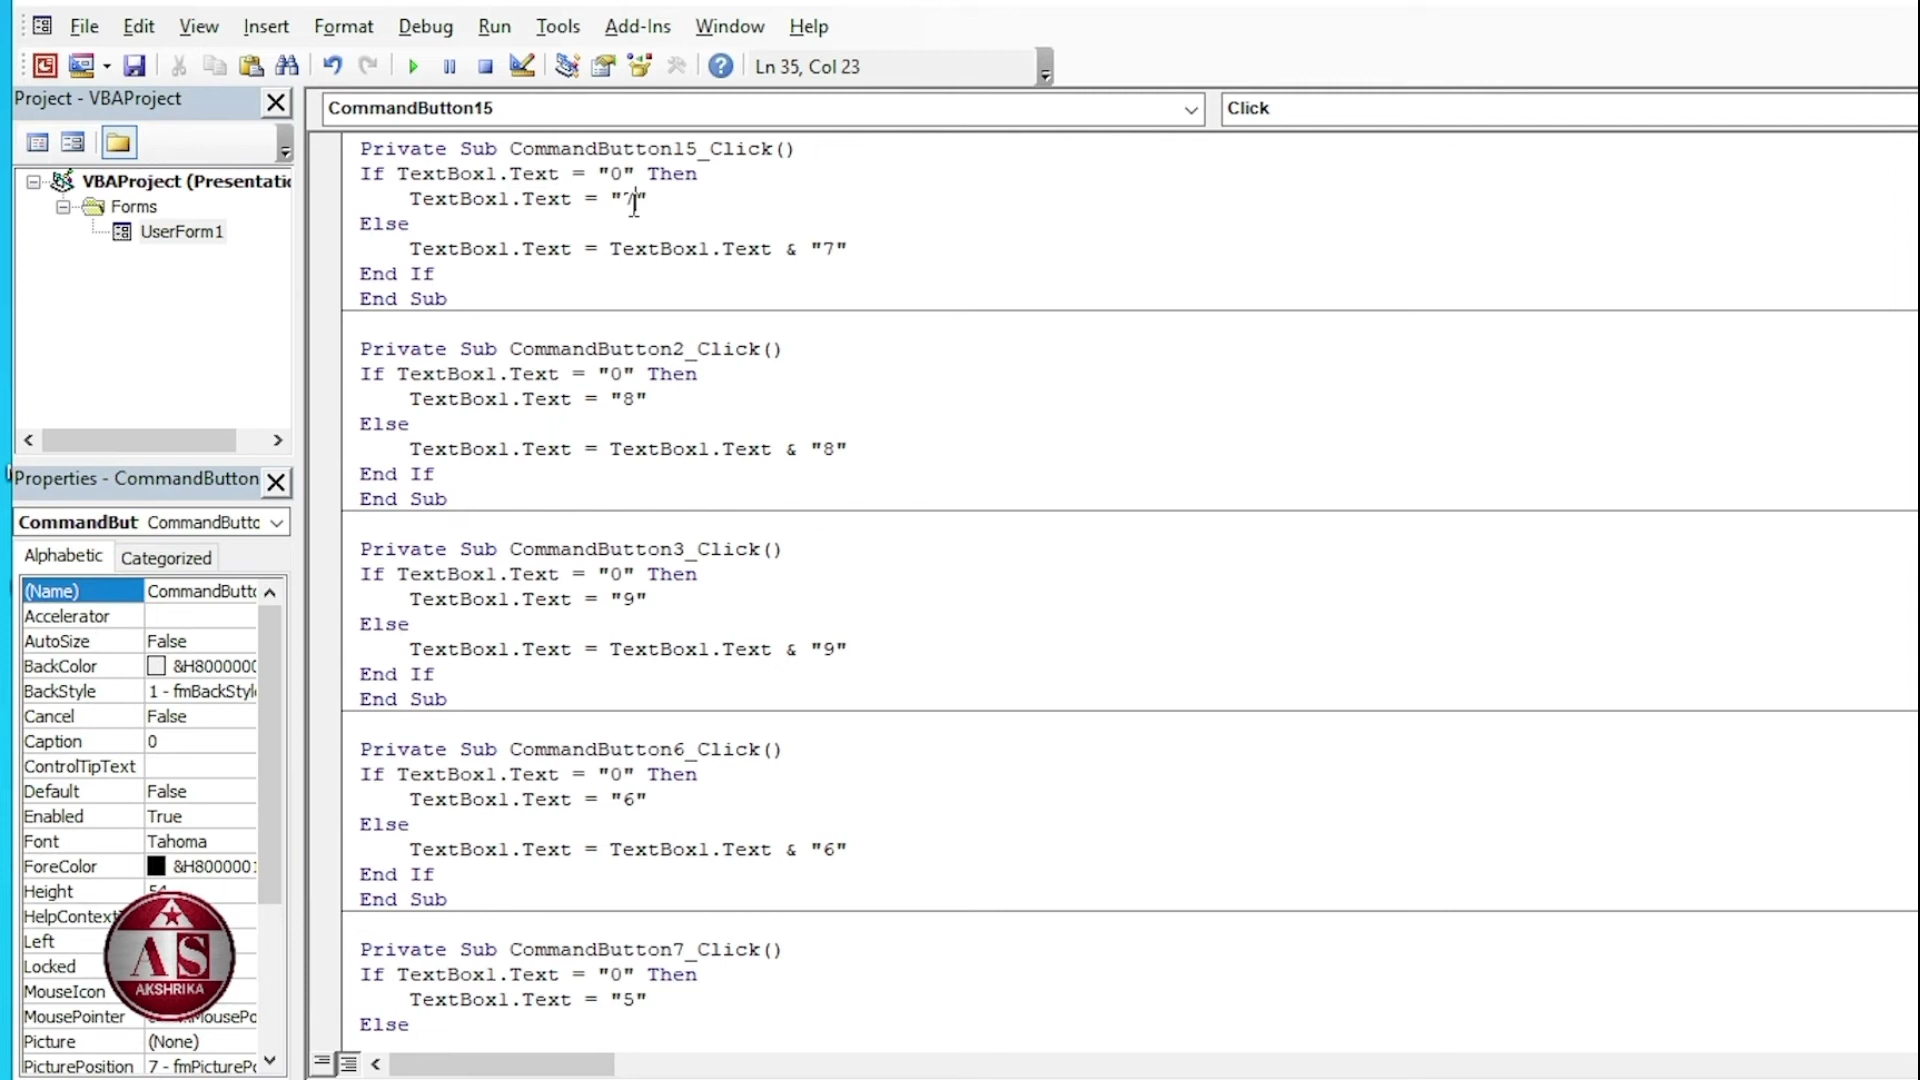 File Edit View Insert Format Debug Run Tools Add-Ins Window Help
Ln 35, Col 23
Project - VBAProject
CommandButton15
Click
VBAProject (Presentatio
Forms
UserForm1
Private Sub CommandButton15_Click()
If TextBox1.Text = "0" Then
TextBox1.Text = "7"
Else
TextBox1.Text = TextBox1.Text & "7"
End If
End Sub
Private Sub CommandButton2_Click()
If TextBox1.Text = "0" Then
TextBox1.Text = "8"
Else
TextBox1.Text = TextBox1.Text & "8"
End If
End Sub
Private Sub CommandButton3_Click()
If TextBox1.Text = "0" Then
TextBox1.Text = "9"
Else
TextBox1.Text = TextBox1.Text & "9"
End If
End Sub
Private Sub CommandButton6_Click()
If TextBox1.Text = "0" Then
TextBox1.Text = "6"
Else
TextBox1.Text = TextBox1.Text & "6"
End If
End Sub
Private Sub CommandButton7_Click()
If TextBox1.Text = "0" Then
TextBox1.Text = "5"
Else
Properties - CommandButton
CommandBut CommandButto
Alphabetic Categorized
(Name) CommandButto
Accelerator
AutoSize False
BackColor &H8000000
BackStyle 1 - fmBackStyl
Cancel False
Caption 0
ControlTipText
Default False
Enabled True
Font Tahoma
ForeColor &H8000001
Height 54
HelpContext
Left
Locked
MouseIcon
MousePointer MousePo
Picture (None)
PicturePosition 7 - fmPicturePo
AS
AKSHRIKA